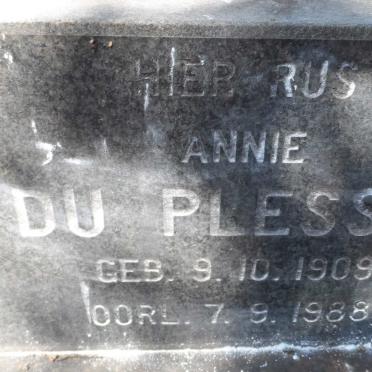 HIER RUS
ANNIE
DU PLESS
GEB. 9. 10. 1909
OORL. 7. 9. 1988